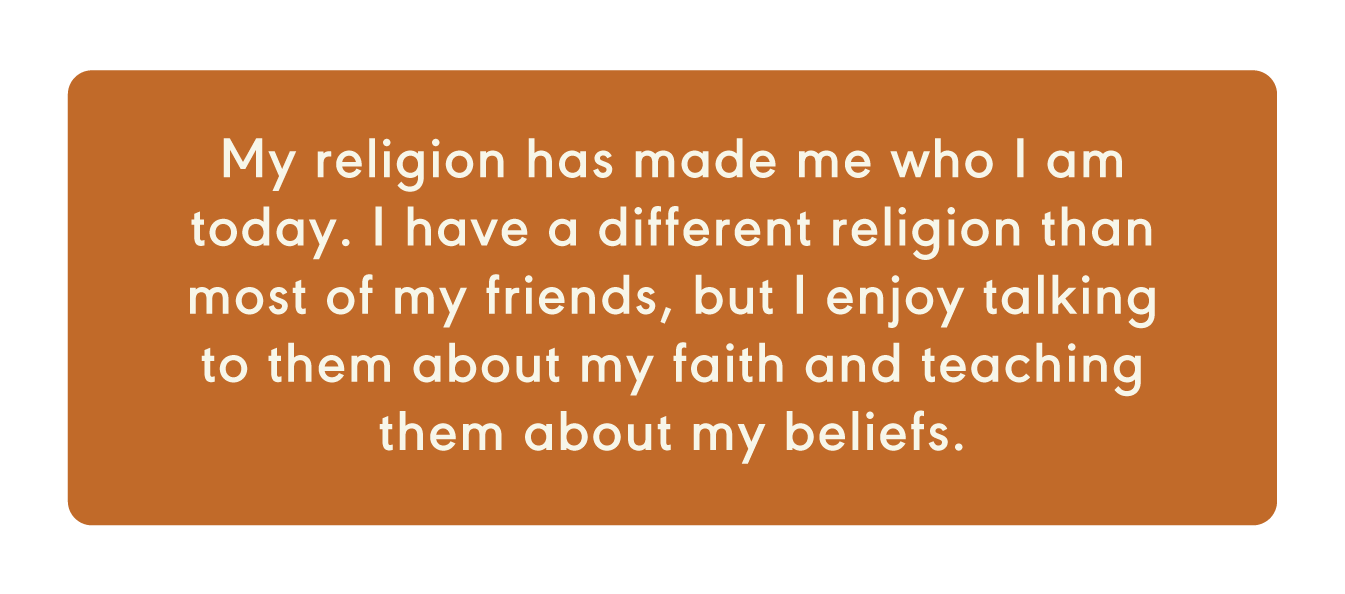 My religion has made me who I am
today. I have a different religion than
most of my friends, but I enjoy talking
to them about my faith and teaching
them about my beliefs.